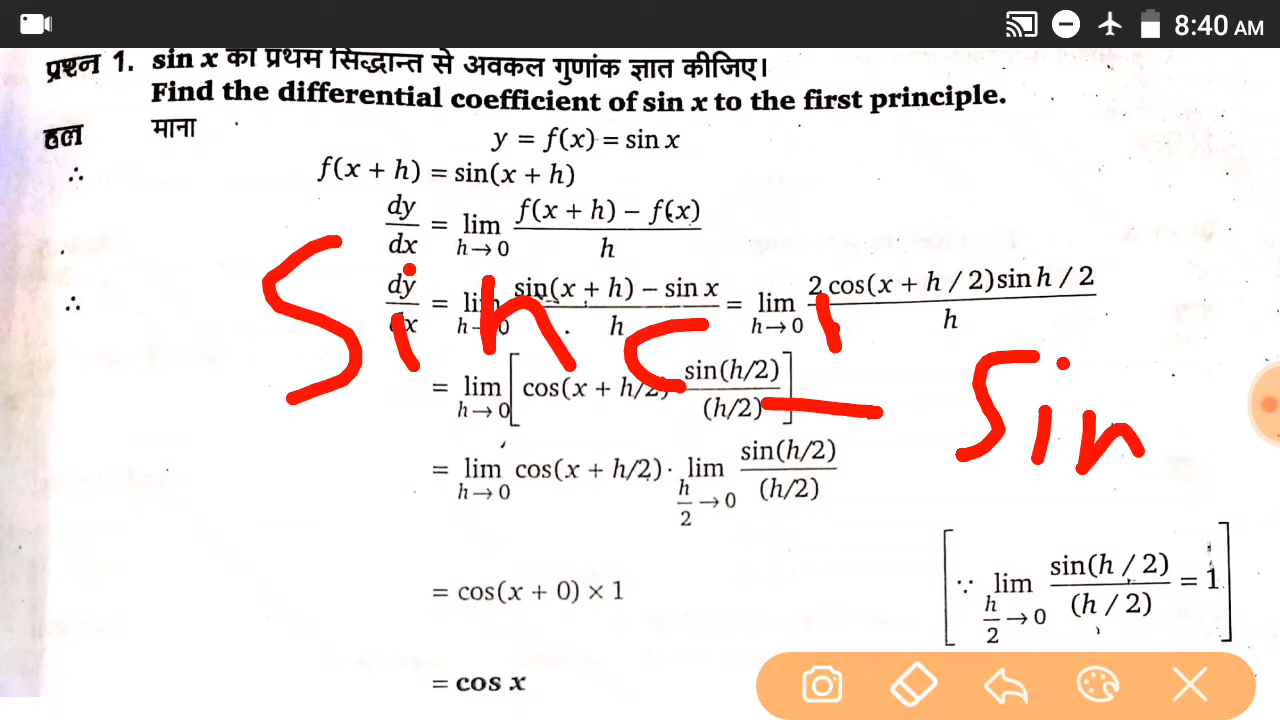 8:40 AM
प्रश्न 1. sin x का प्रथम सिद्धान्त से अवकल गुणांक ज्ञात कीजिए।
Find the differential coefficient of sin x to the first principle.
हल माना y = f(x) = sin x
∴ f(x + h) = sin(x + h)
dy/dx = lim h→0 f(x + h) − f(x) / h
∴ dy/dx = lim h→0 sin(x + h) − sin x / h = lim h→0 2 cos(x + h / 2) sin h / 2 / h
= lim h→0 [cos(x + h/2) sin(h/2) / (h/2)]
= lim h→0 cos(x + h/2) · lim h/2 →0 sin(h/2) / (h/2)
= cos(x + 0) × 1 [∵ lim h/2 →0 sin(h / 2) / (h / 2) = 1]
= cos x
Sin c − Sin